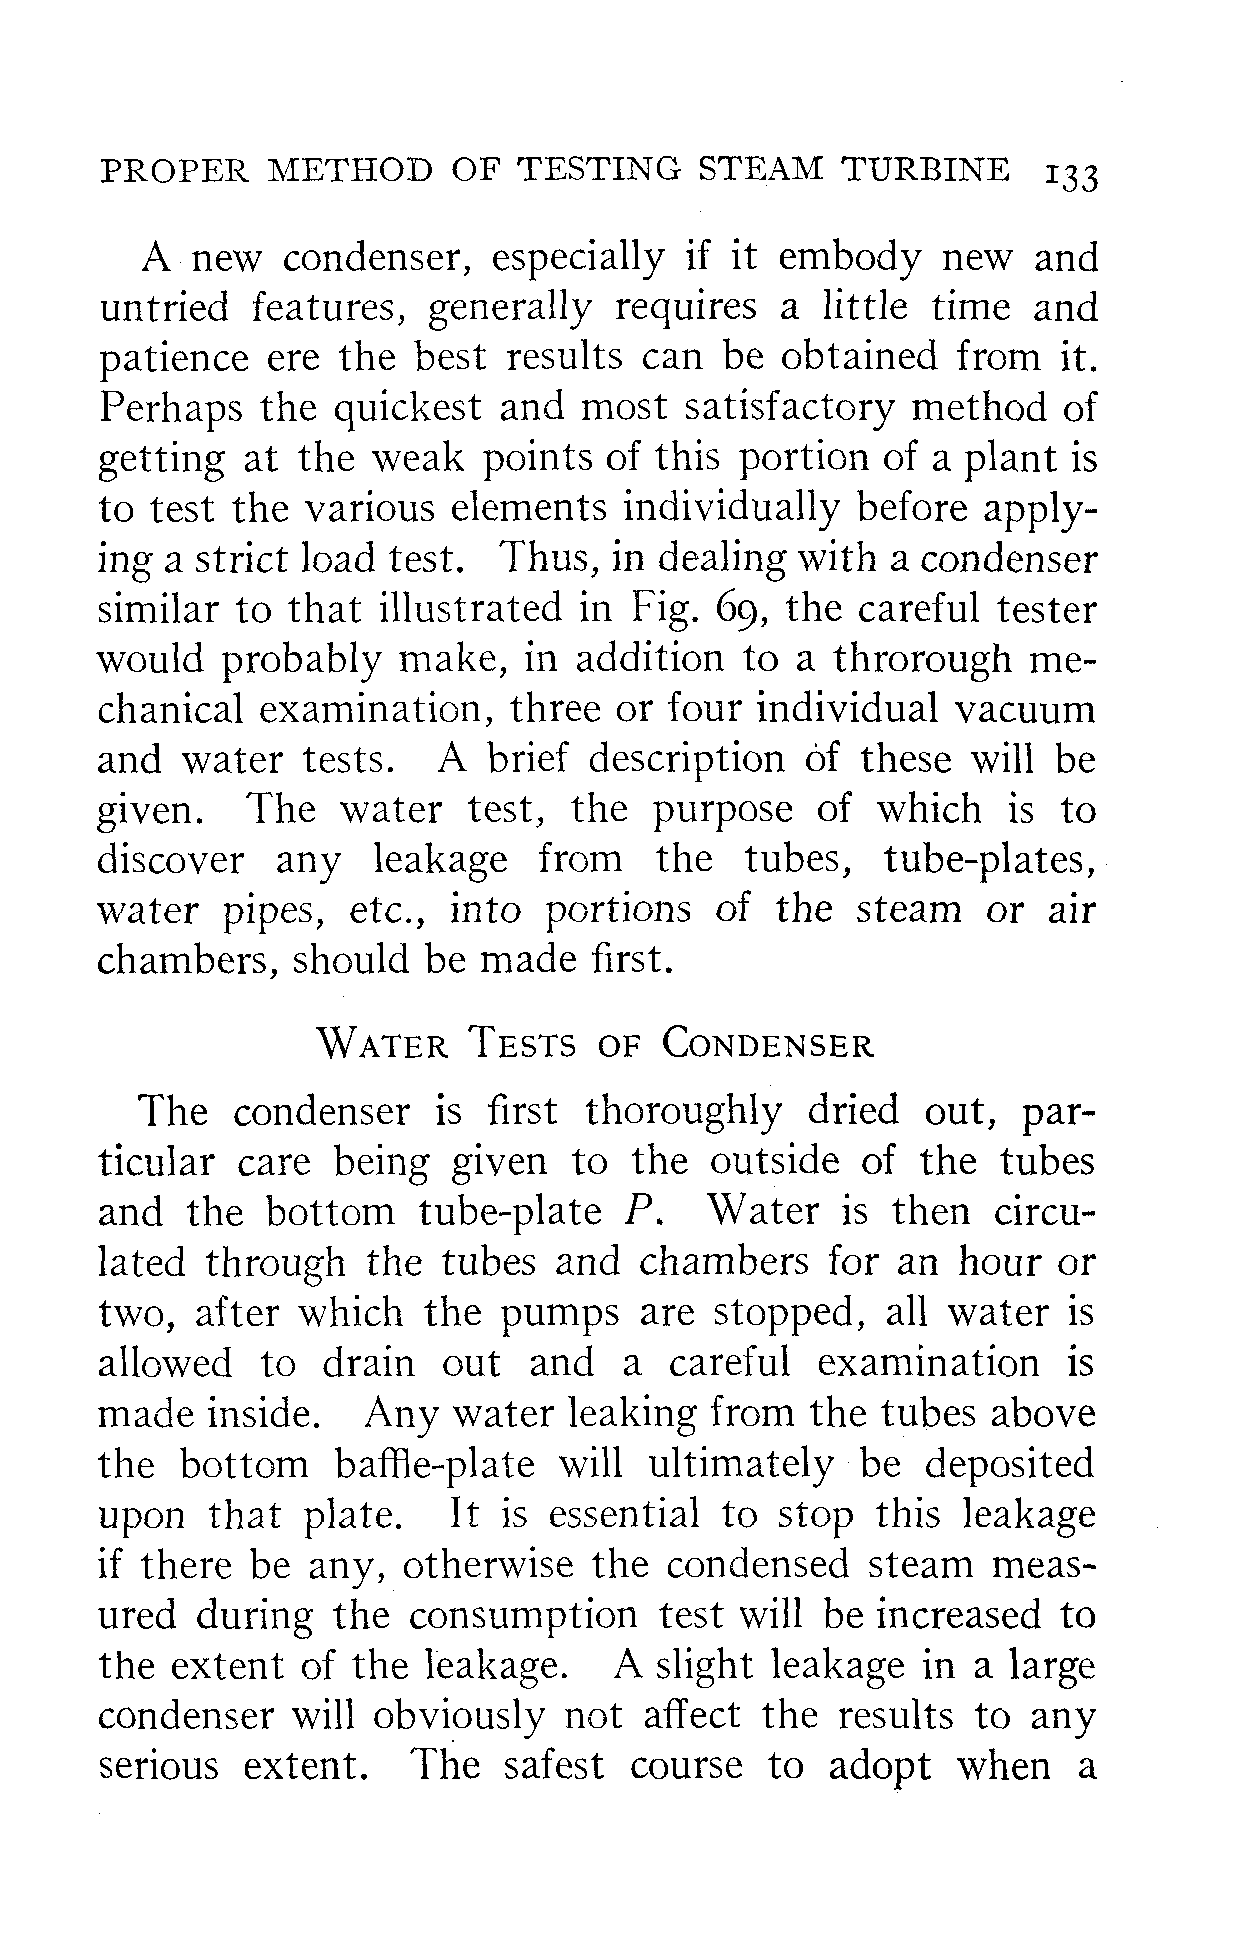 PROPER METHOD OF TESTING STEAM TURBINE 133
A new condenser, especially if it embody new and
untried features, generally requires a little time and
patience ere the best results can be obtained from it.
Perhaps the quickest and most satisfactory method of
getting at the weak points of this portion of a plant is
to test the various elements individually before apply-
ing a strict load test. Thus, in dealing with a condenser
similar to that illustrated in Fig. 69, the careful tester
would probably make, in addition to a throrough me-
chanical examination, three or four individual vacuum
and water tests. A brief description of these will be
given. The water test, the purpose of which is to
discover any leakage from the tubes, tube-plates,
water pipes, etc., into portions of the steam or air
chambers, should be made first.
WATER TESTS OF CONDENSER
The condenser is first thoroughly dried out, par-
ticular care being given to the outside of the tubes
and the bottom tube-plate P. Water is then circu-
lated through the tubes and chambers for an hour or
two, after which the pumps are stopped, all water is
allowed to drain out and a careful examination is
made inside. Any water leaking from the tubes above
the bottom baffle-plate will ultimately be deposited
upon that plate. It is essential to stop this leakage
if there be any, otherwise the condensed steam meas-
ured during the consumption test will be increased to
the extent of the leakage. A slight leakage in a large
condenser will obviously not affect the results to any
serious extent. The safest course to adopt when a